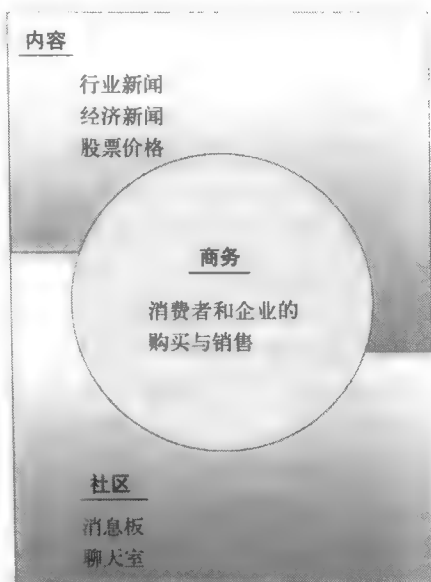 内容
行业新闻
经济新闻
股票价格
商务
消费者和企业的
购买与销售
社区
消息板
聊天室